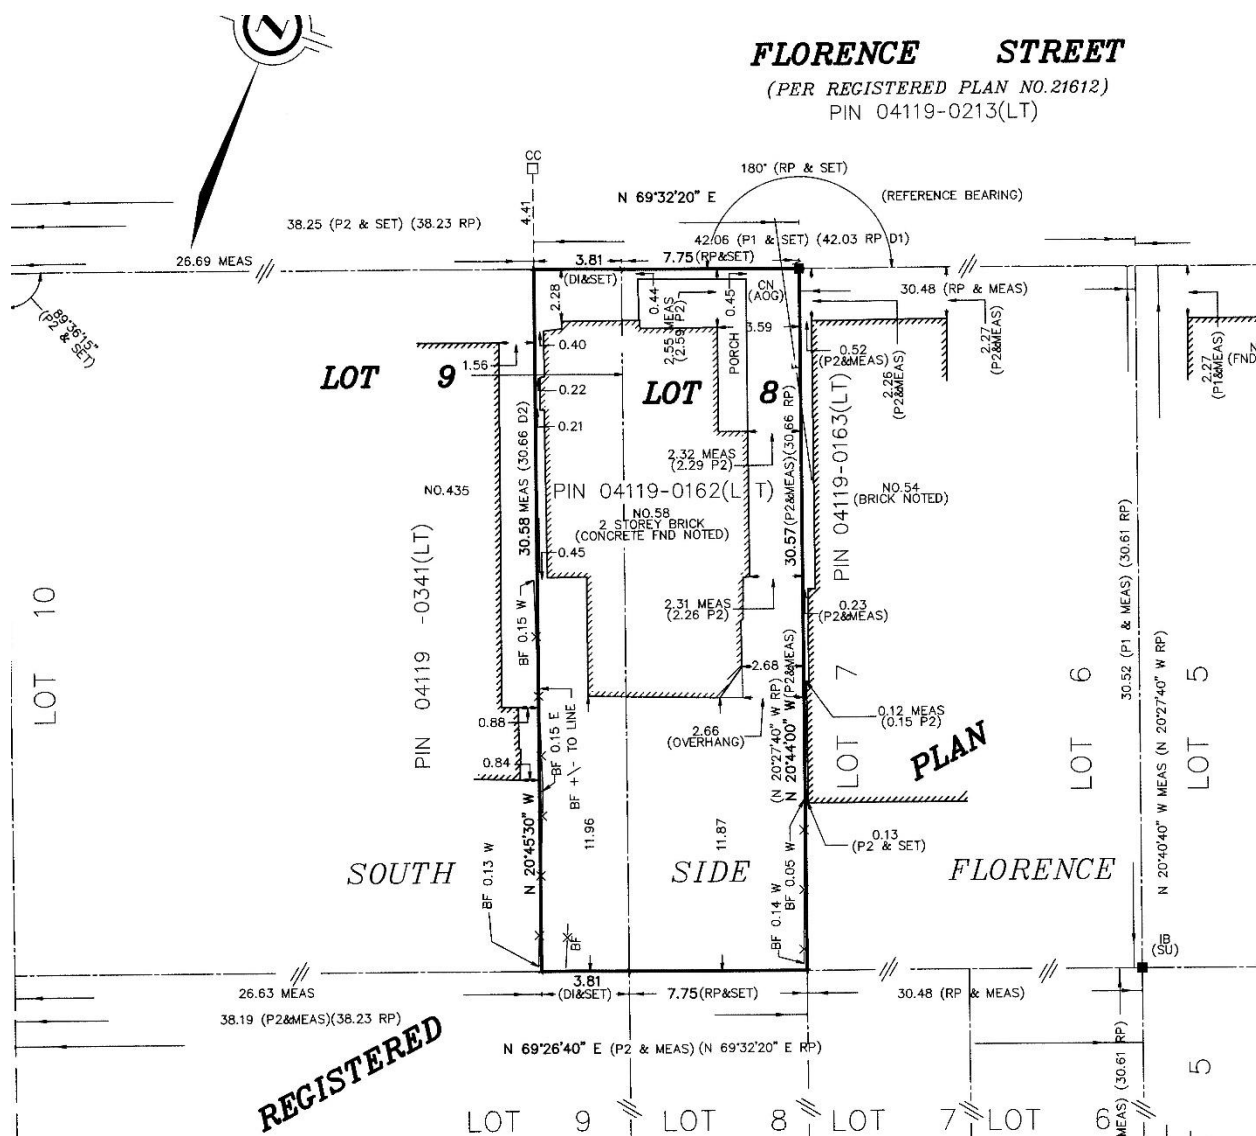 N
FLORENCE STREET
(PER REGISTERED PLAN NO.21612)
PIN 04119-0213(LT)
CC
180° (RP & SET)
N 69°32'20" E
(REFERENCE BEARING)
4.41
38.25 (P2 & SET) (38.23 RP)
42.06 (P1 & SET) (42.03 RP D1)
26.69 MEAS
3.81
(DI&SET)
7.75
(RP&SET)
CN
(AOG)
30.48 (RP & MEAS)
89°36'15"
(P2 & SET)
2.28
0.44
2.55 MEAS
(2.59 P2)
0.45
3.59
PORCH
0.40
1.56
0.52
(P2&MEAS)
2.26
(P2&MEAS)
2.27
(P2&MEAS)
2.27
(P1&MEAS)
(FND
LOT 9
LOT 8
0.22
0.21
30.58 MEAS (30.66 D2)
30.57(P2&MEAS)(30.66 RP)
PIN 04119-0163(LT)
2.32 MEAS
(2.29 P2)
NO.435
PIN 04119-0162(LT)
NO.54
(BRICK NOTED)
NO.58
2 STOREY BRICK
(CONCRETE FND NOTED)
0.45
PIN 04119 -0341(LT)
30.52 (P1 & MEAS) (30.61 RP)
LOT 10
BF 0.15 W
2.31 MEAS
(2.26 P2)
0.23
(P2&MEAS)
2.68
LOT 7
LOT 6
LOT 5
0.88
0.84
BF 0.15 E
BF +/- TO LINE
2.66
(OVERHANG)
(N 20°27'40" W RP)
N 20°44'00" W(P2&MEAS)
0.12 MEAS
(0.15 P2)
PLAN
N 20°45'30" W
11.96
11.87
0.13
(P2 & SET)
N 20°40'40" W MEAS (N 20°27'40" W RP)
SOUTH SIDE FLORENCE
BF 0.13 W
BF
BF 0.14 W
BF 0.05 W
IB
(SU)
26.63 MEAS
3.81
(DI&SET)
7.75(RP&SET)
30.48 (RP & MEAS)
38.19 (P2&MEAS)(38.23 RP)
N 69°26'40" E (P2 & MEAS)(N 69°32'20" E RP)
REGISTERED
MEAS) (30.61 RP)
5
LOT 9 LOT 8 LOT 7 LOT 6